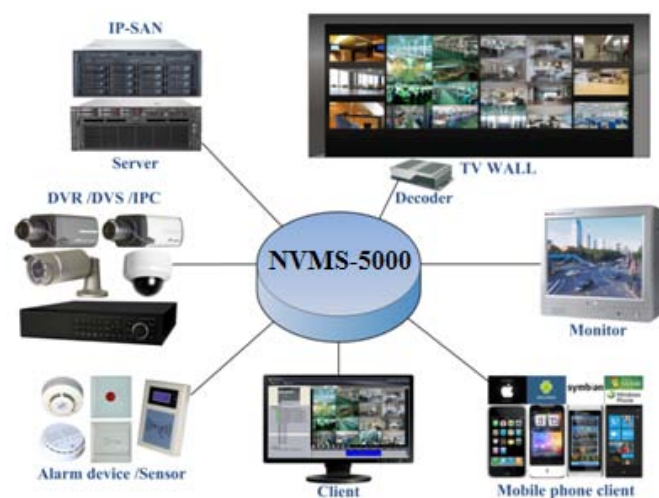 IP-SAN
Server
TV WALL
Decoder
DVR /DVS /IPC
NVMS-5000
Monitor
Alarm device /Sensor
Client
symbian
Windows
Phone
Mobile phone client